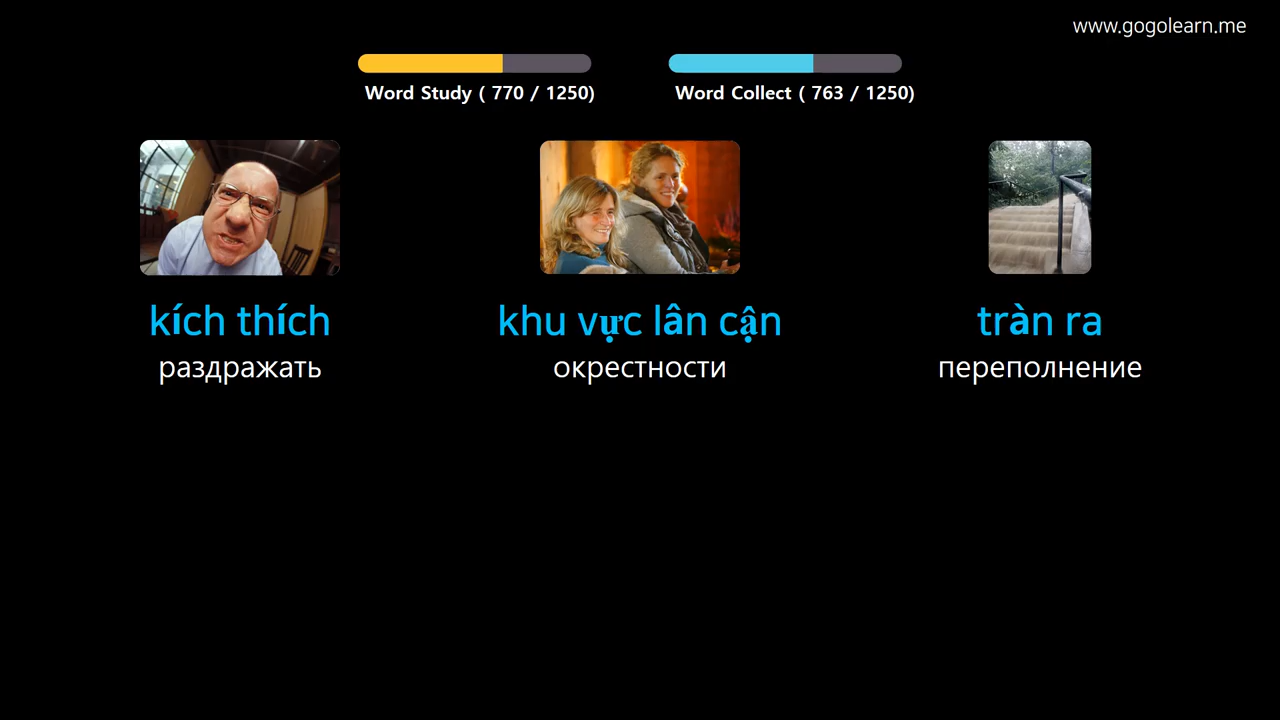 www.gogolearn.me
Word Study ( 770 / 1250)
Word Collect ( 763 / 1250)
kích thích
khu vực lân cận
tràn ra
раздражать
окрестности
переполнение